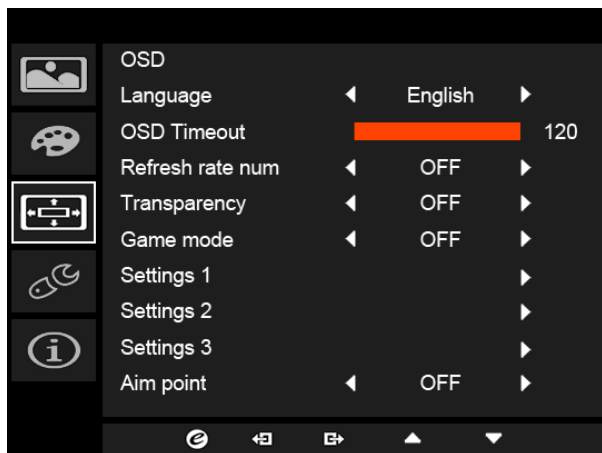 OSD
Language English
OSD Timeout 120
Refresh rate num OFF
Transparency OFF
Game mode OFF
Settings 1
Settings 2
Settings 3
Aim point OFF